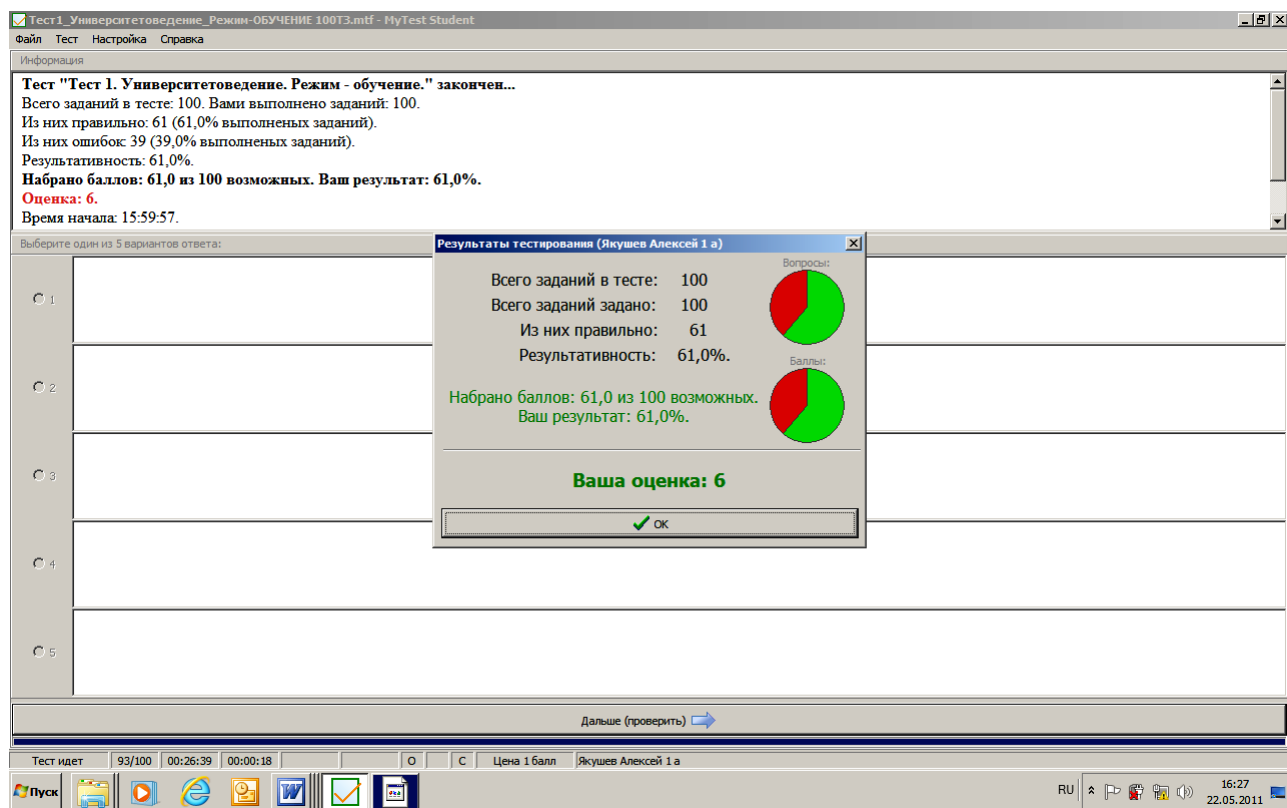 Тест1_Университетоведение_Режим-ОБУЧЕНИЕ 100ТЗ.mtf - MyTest Student
Файл Тест Настройка Справка
Информация
Тест "Тест 1. Университетоведение. Режим - обучение." закончен...
Всего заданий в тесте: 100. Вами выполнено заданий: 100.
Из них правильно: 61 (61,0% выполненых заданий).
Из них ошибок: 39 (39,0% выполненых заданий).
Результативность: 61,0%.
Набрано баллов: 61,0 из 100 возможных. Ваш результат: 61,0%.
Оценка: 6.
Время начала: 15:59:57.
Выберите один из 5 вариантов ответа:
1
2
3
4
5
Результаты тестирования (Якушев Алексей 1 а)
Вопросы:
Всего заданий в тесте: 100
Всего заданий задано: 100
Из них правильно: 61
Результативность: 61,0%.
Баллы:
Набрано баллов: 61,0 из 100 возможных.
Ваш результат: 61,0%.
Ваша оценка: 6
ОК
Дальше (проверить)
Тест идет 93/100 00:26:39 00:00:18 О С Цена 1 балл Якушев Алексей 1 а
Пуск RU 16:27
22.05.2011